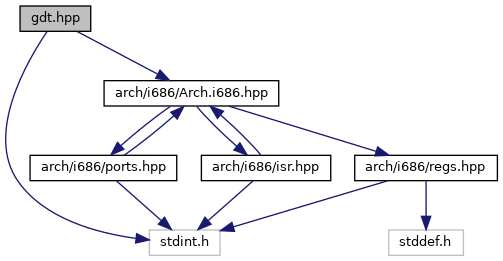 gdt.hpp
arch/i686/Arch.i686.hpp
arch/i686/ports.hpp
arch/i686/isr.hpp
arch/i686/regs.hpp
stdint.h
stddef.h